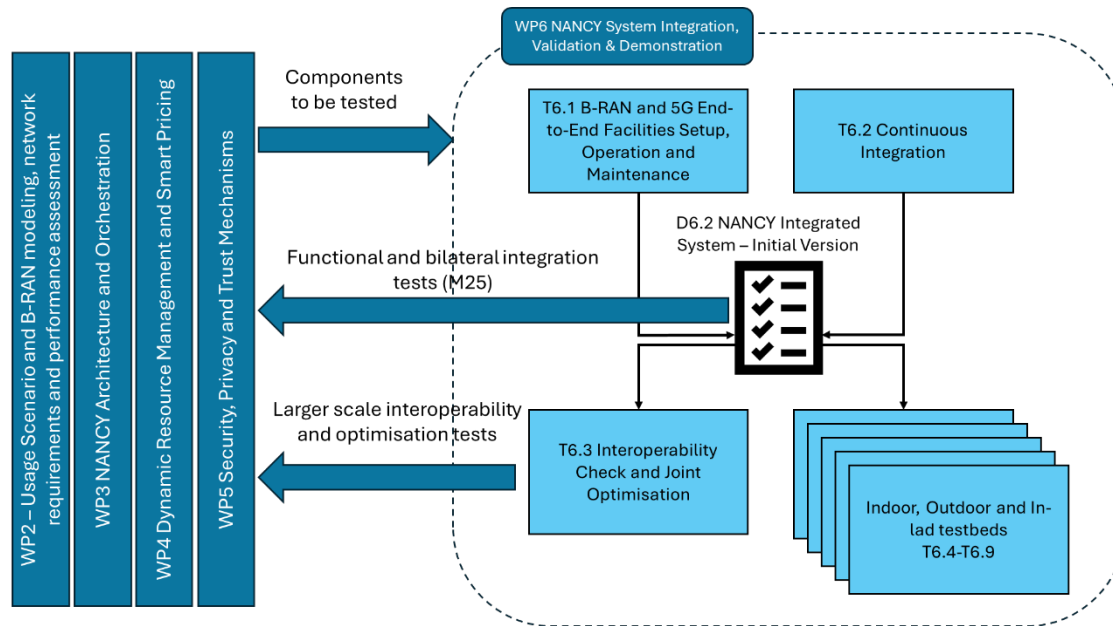 WP2 – Usage Scenario and B-RAN modeling, network
requirements and performance assessment
WP3 NANCY Architecture and Orchestration
WP4 Dynamic Resource Management and Smart Pricing
WP5 Security, Privacy and Trust Mechanisms
Components
to be tested
Functional and bilateral integration
tests (M25)
Larger scale interoperability
and optimisation tests
WP6 NANCY System Integration,
Validation & Demonstration
T6.1 B-RAN and 5G End-
to-End Facilities Setup,
Operation and
Maintenance
T6.2 Continuous
Integration
D6.2 NANCY Integrated
System – Initial Version
T6.3 Interoperability
Check and Joint
Optimisation
Indoor, Outdoor and In-
lad testbeds
T6.4-T6.9